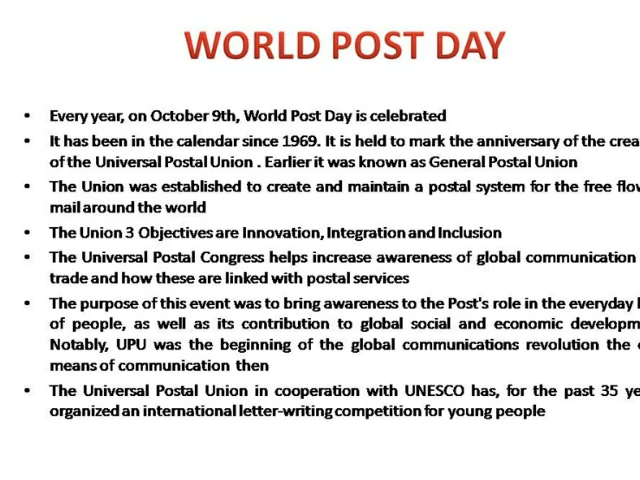 WORLD POST DAY
• Every year, on October 9th, World Post Day is celebrated
• It has been in the calendar since 1969. It is held to mark the anniversary of the crea
of the Universal Postal Union . Earlier it was known as General Postal Union
• The Union was established to create and maintain a postal system for the free flow
mail around the world
• The Union 3 Objectives are Innovation, Integration and Inclusion
• The Universal Postal Congress helps increase awareness of global communication
trade and how these are linked with postal services
• The purpose of this event was to bring awareness to the Post's role in the everyday l
of people, as well as its contribution to global social and economic developm
Notably, UPU was the beginning of the global communications revolution the
means of communication then
• The Universal Postal Union in cooperation with UNESCO has, for the past 35 ye
organized an international letter-writing competition for young people